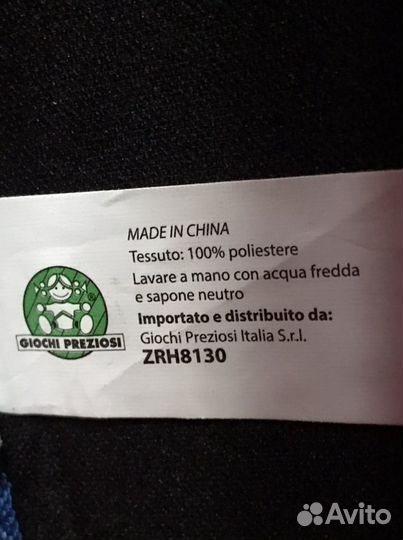 MADE IN CHINA
Tessuto: 100% poliestere
Lavare a mano con acqua fredda
e sapone neutro
Importato e distribuito da:
Giochi Preziosi Italia S.r.l.
ZRH8130
GIOCHI PREZIOSI
®
Avito